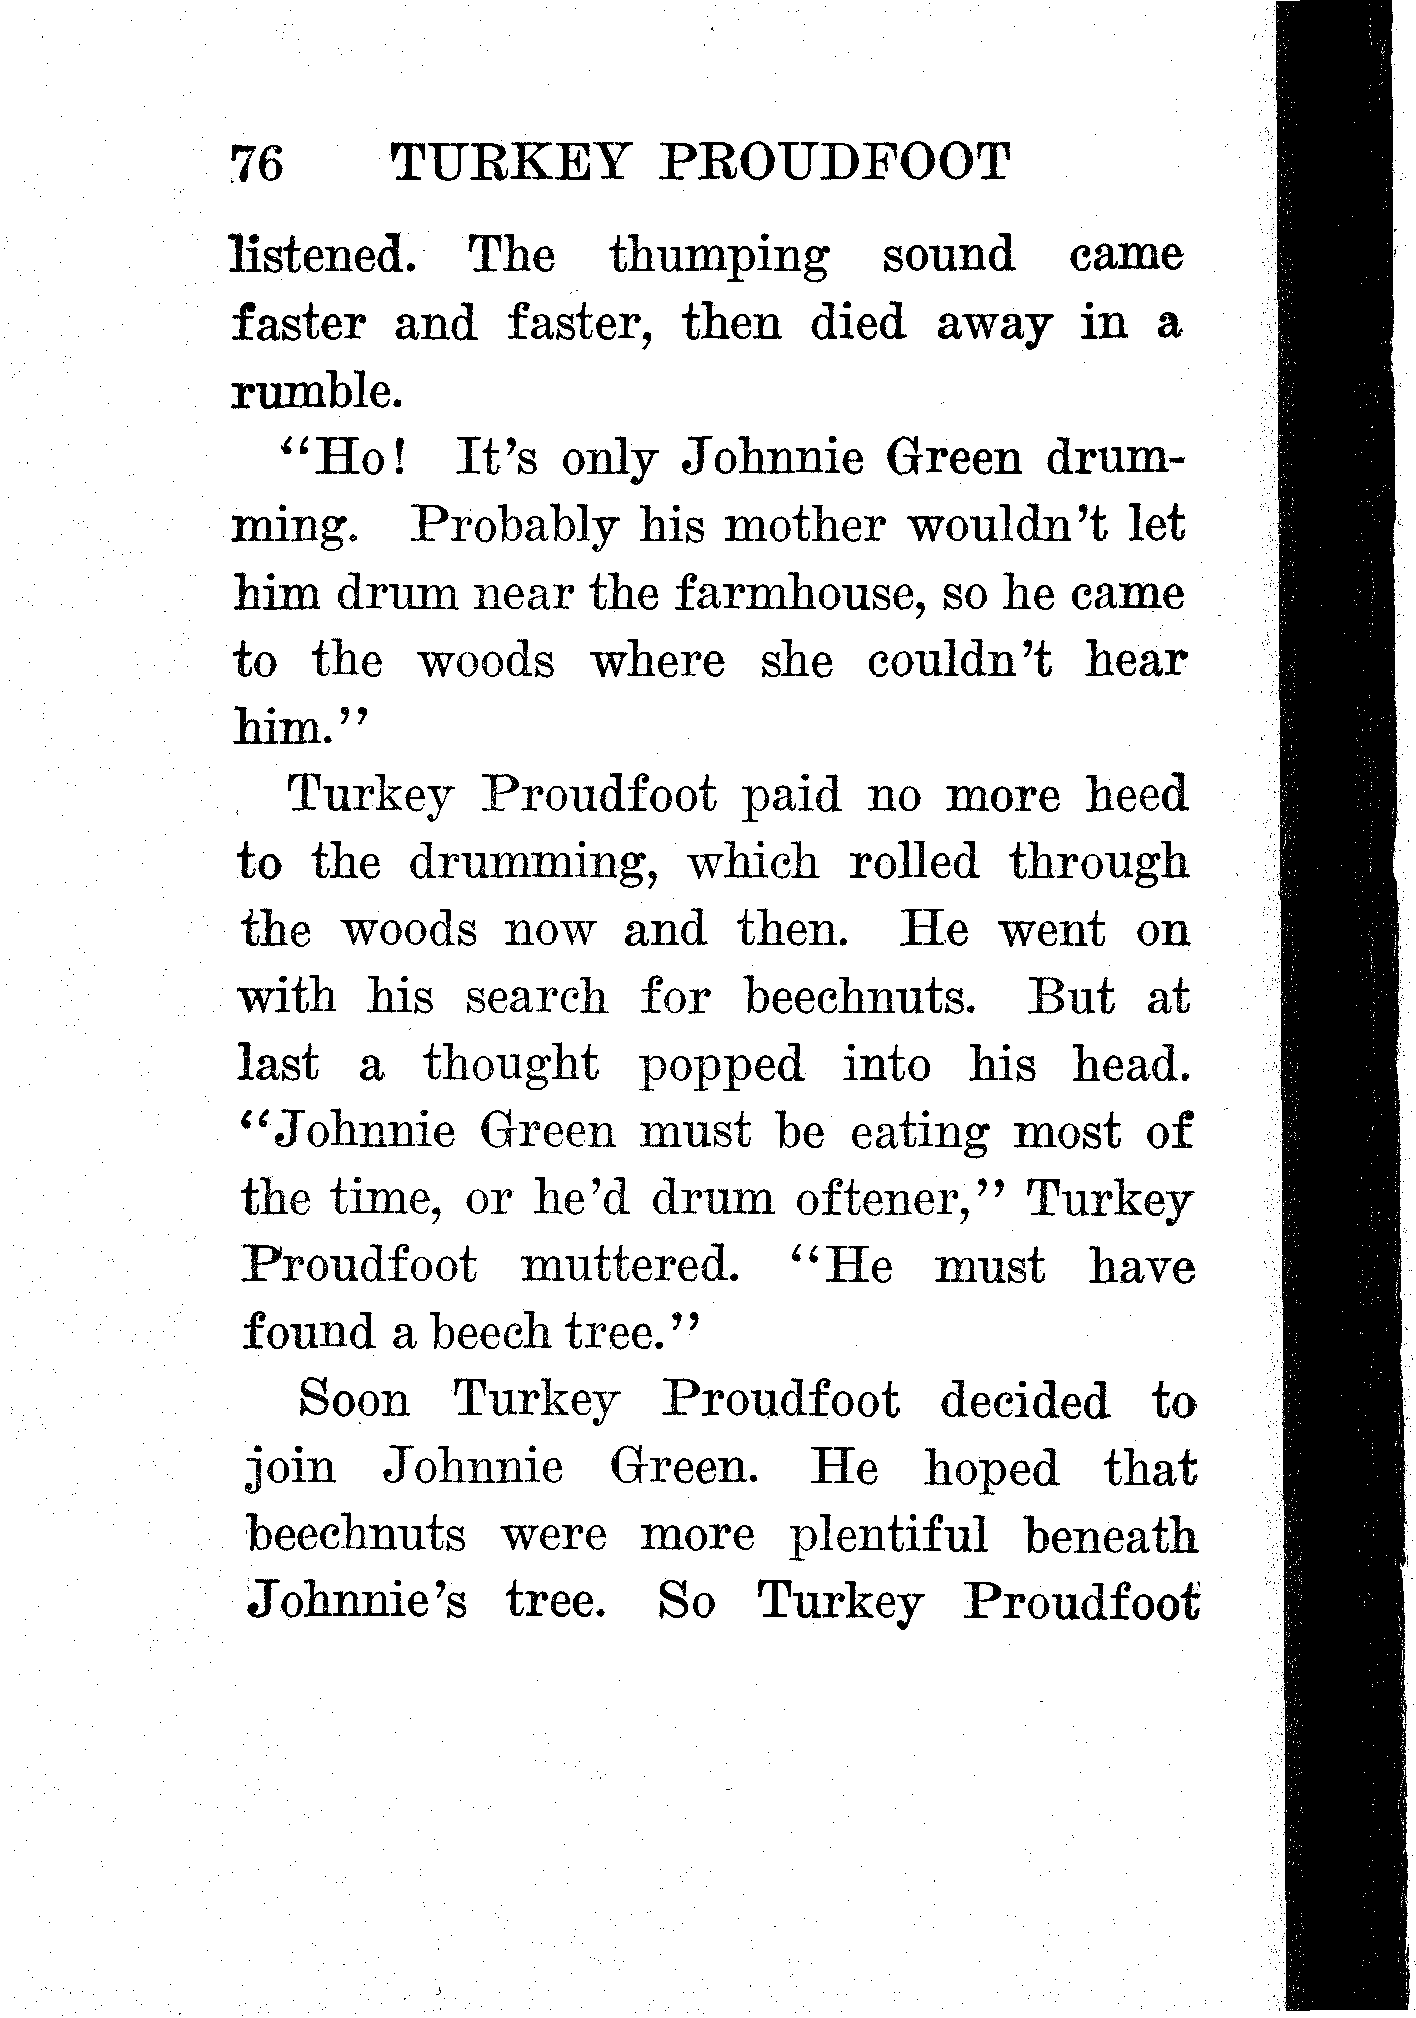 76 TURKEY PROUDFOOT
listened. The thumping sound came
faster and faster, then died away in a
rumble.
"Ho! It's only Johnnie Green drum-
ming. Probably his mother wouldn't let
him drum near the farmhouse, so he came
to the woods where she couldn't hear
him."
Turkey Proudfoot paid no more heed
to the drumming, which rolled through
the woods now and then. He went on
with his search for beechnuts. But at
last a thought popped into his head.
"Johnnie Green must be eating most of
the time, or he'd drum oftener," Turkey
Proudfoot muttered. "He must have
found a beech tree."
Soon Turkey Proudfoot decided to
join Johnnie Green. He hoped that
beechnuts were more plentiful beneath
Johnnie's tree. So Turkey Proudfoot